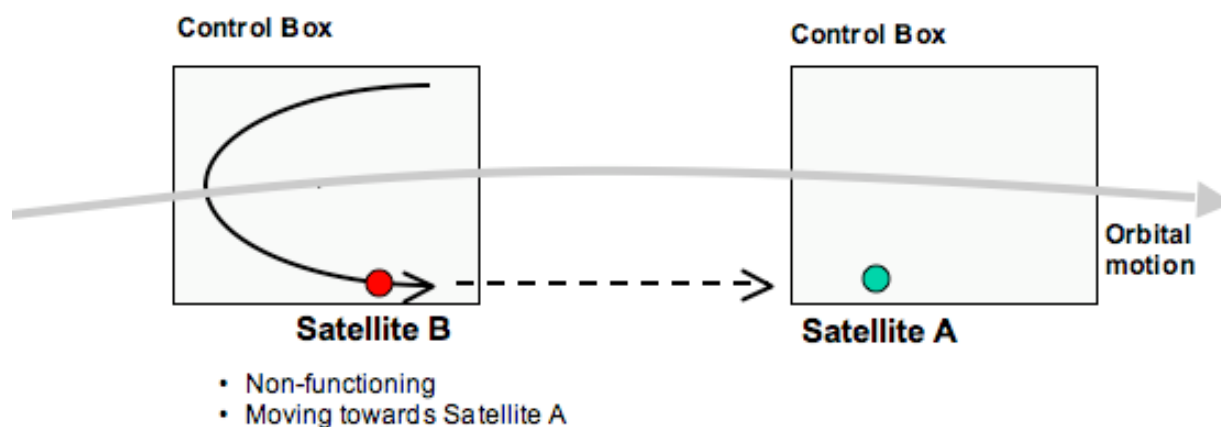 Control Box
Control Box
Orbital
motion
Satellite B
Satellite A
• Non-functioning
• Moving towards Satellite A